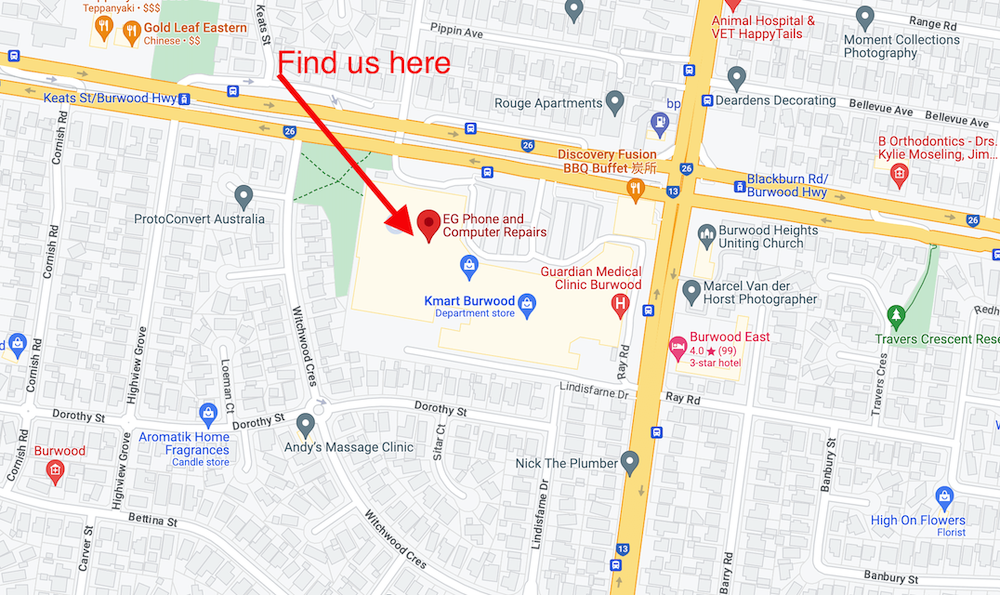 Teppanyaki · $$$
Gold Leaf Eastern
Chinese · $$
Keats St
Pippin Ave
Animal Hospital &
VET HappyTails
Moment Collections
Photography
Range Rd
Find us here
Keats St/Burwood Hwy
Rouge Apartments
bp
Deardens Decorating
Bellevue Ave
Bellevue Ave
26
26
26
26
13
Cornish Rd
Discovery Fusion
BBQ Buffet 炭所
B Orthodontics - Drs.
Kylie Moseling, Jim...
Blackburn Rd/
Burwood Hwy
ProtoConvert Australia
EG Phone and
Computer Repairs
Burwood Heights
Uniting Church
Cornish Rd
Guardian Medical
Clinic Burwood
H
Marcel Van der
Horst Photographer
Kmart Burwood
Department store
Redh
Travers Crescent Rese
d
Cornish Rd
Highview Grove
Witchwood Cres
Loeman Ct
Ray Rd
Burwood East
4.0 ★ (99)
3-star hotel
Travers Cres
Lindisfarne Dr
Ray Rd
Dorothy St
Dorothy St
Dorothy St
Aromatik Home
Fragrances
Candle store
Andy's Massage Clinic
Sitar Ct
Burwood
Cornish Rd
Highview Grove
Nick The Plumber
Banbury St
W
Bettina St
Carver St
Witchwood Cres
Lindisfarne Dr
13
Barry Rd
High On Flowers
Florist
Banbury St